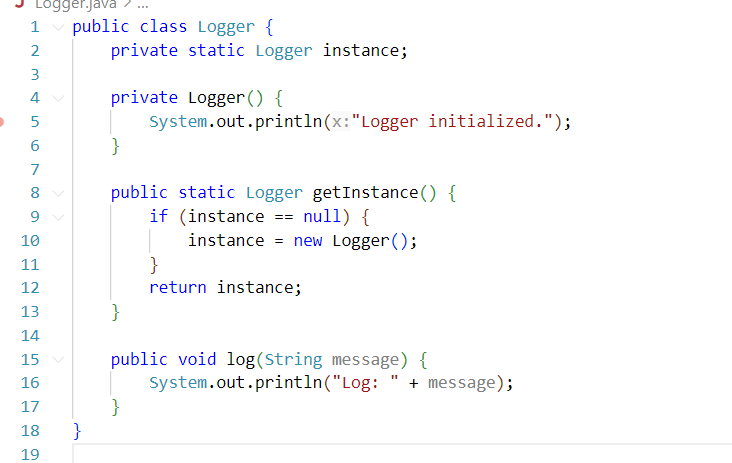 Logger.java > ...
1 public class Logger {
2     private static Logger instance;
3
4     private Logger() {
5         System.out.println(x:"Logger initialized.");
6     }
7
8     public static Logger getInstance() {
9         if (instance == null) {
10             instance = new Logger();
11         }
12         return instance;
13     }
14
15     public void log(String message) {
16         System.out.println("Log: " + message);
17     }
18 }
19